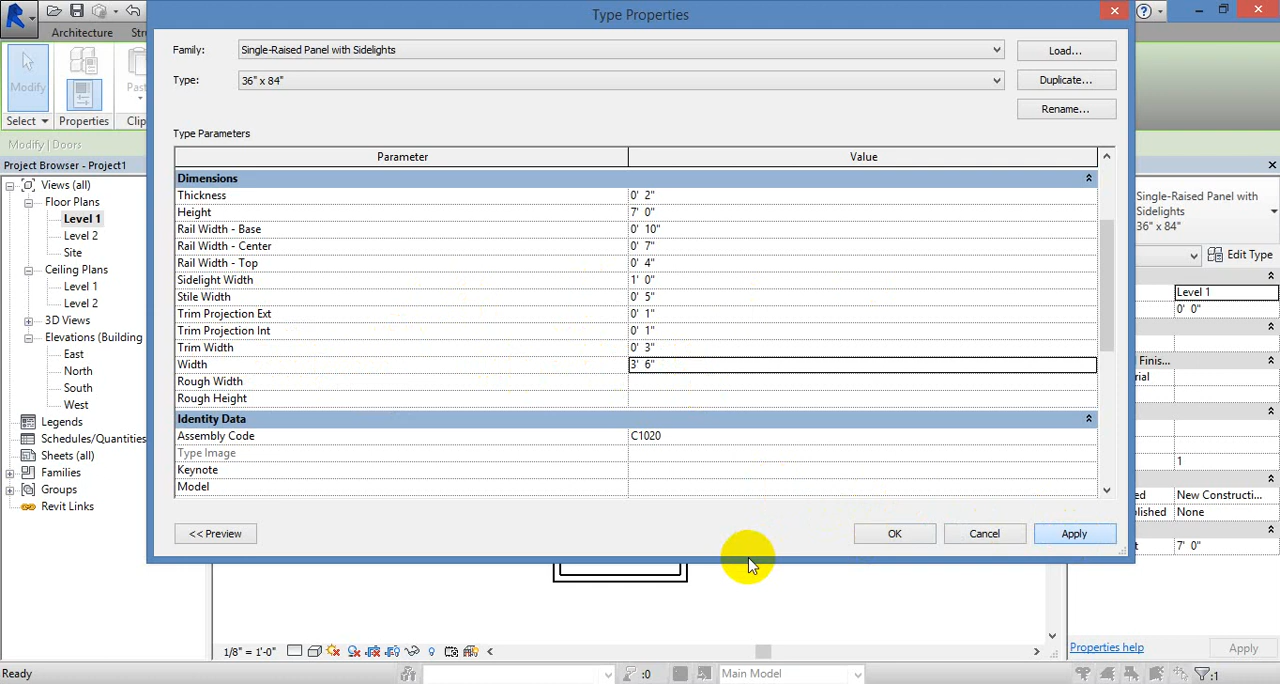 Type Properties
Architecture
Modify
Select
Properties
Modify | Doors
Project Browser - Project1
Views (all)
Floor Plans
Level 1
Level 2
Site
Ceiling Plans
Level 1
Level 2
3D Views
Elevations (Building
East
North
South
West
Legends
Schedules/Quantities
Sheets (all)
Families
Groups
Revit Links
Family: Single-Raised Panel with Sidelights Load...
Type: 36" x 84" Duplicate...
Rename...
Type Parameters
Parameter Value
Dimensions
Thickness 0' 2"
Height 7' 0"
Rail Width - Base 0' 10"
Rail Width - Center 0' 7"
Rail Width - Top 0' 4"
Sidelight Width 1' 0"
Stile Width 0' 5"
Trim Projection Ext 0' 1"
Trim Projection Int 0' 1"
Trim Width 0' 3"
Width 3' 6"
Rough Width
Rough Height
Identity Data
Assembly Code C1020
Type Image
Keynote
Model
<< Preview OK Cancel Apply
Single-Raised Panel with
Sidelights
36" x 84"
Edit Type
Level 1
0' 0"
Finis...
1
New Constructi...
None
7' 0"
Properties help Apply
1/8" = 1'-0"
Ready :0 Main Model :1